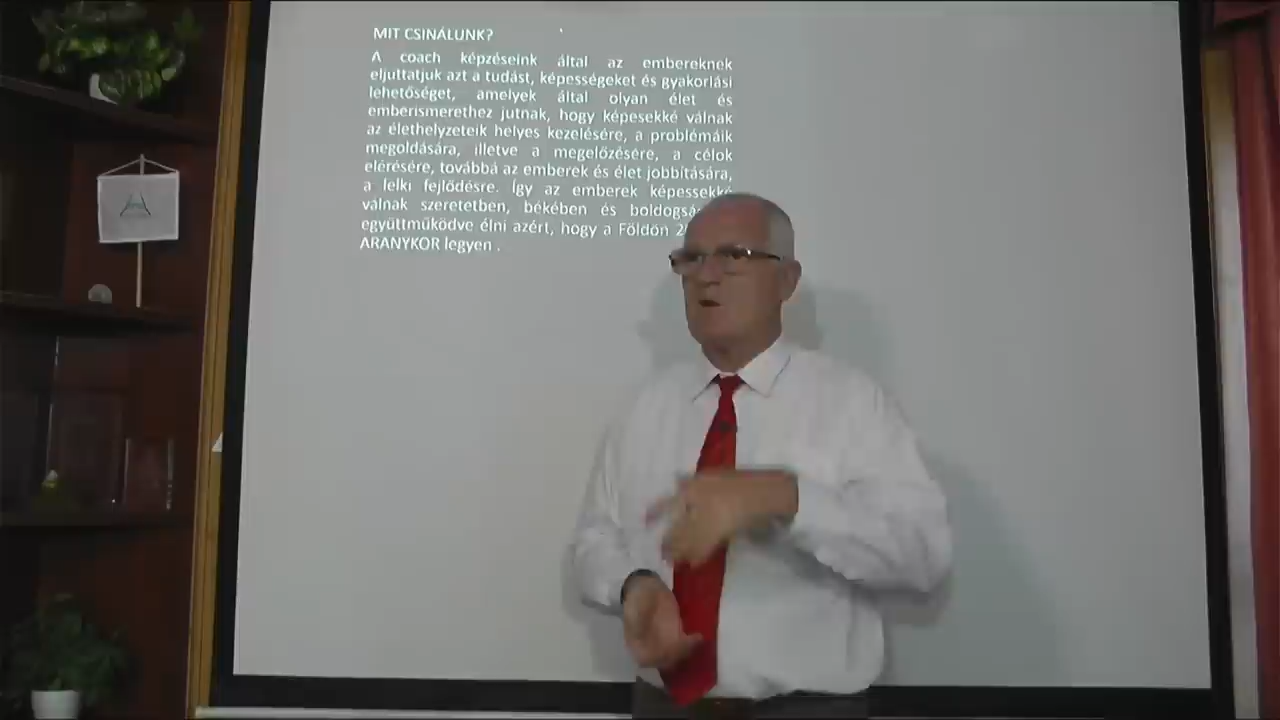 MIT CSINÁLUNK?
A coach képzéseink által az embereknek
eljuttatjuk azt a tudást, képességeket és gyakorlási
lehetőséget, amelyek által olyan élet és
emberismerethez jutnak, hogy képesekké válnak
az élethelyzeteik helyes kezelésére, a problémáik
megoldására, illetve a megelőzésére, a célok
elérésére, továbbá az emberek és élet jobbítására,
a lelki fejlődésre. Így az emberek képessekké
válnak szeretetben, békében és
együttműködve élni azért, hogy a Földön
ARANYKOR legyen .